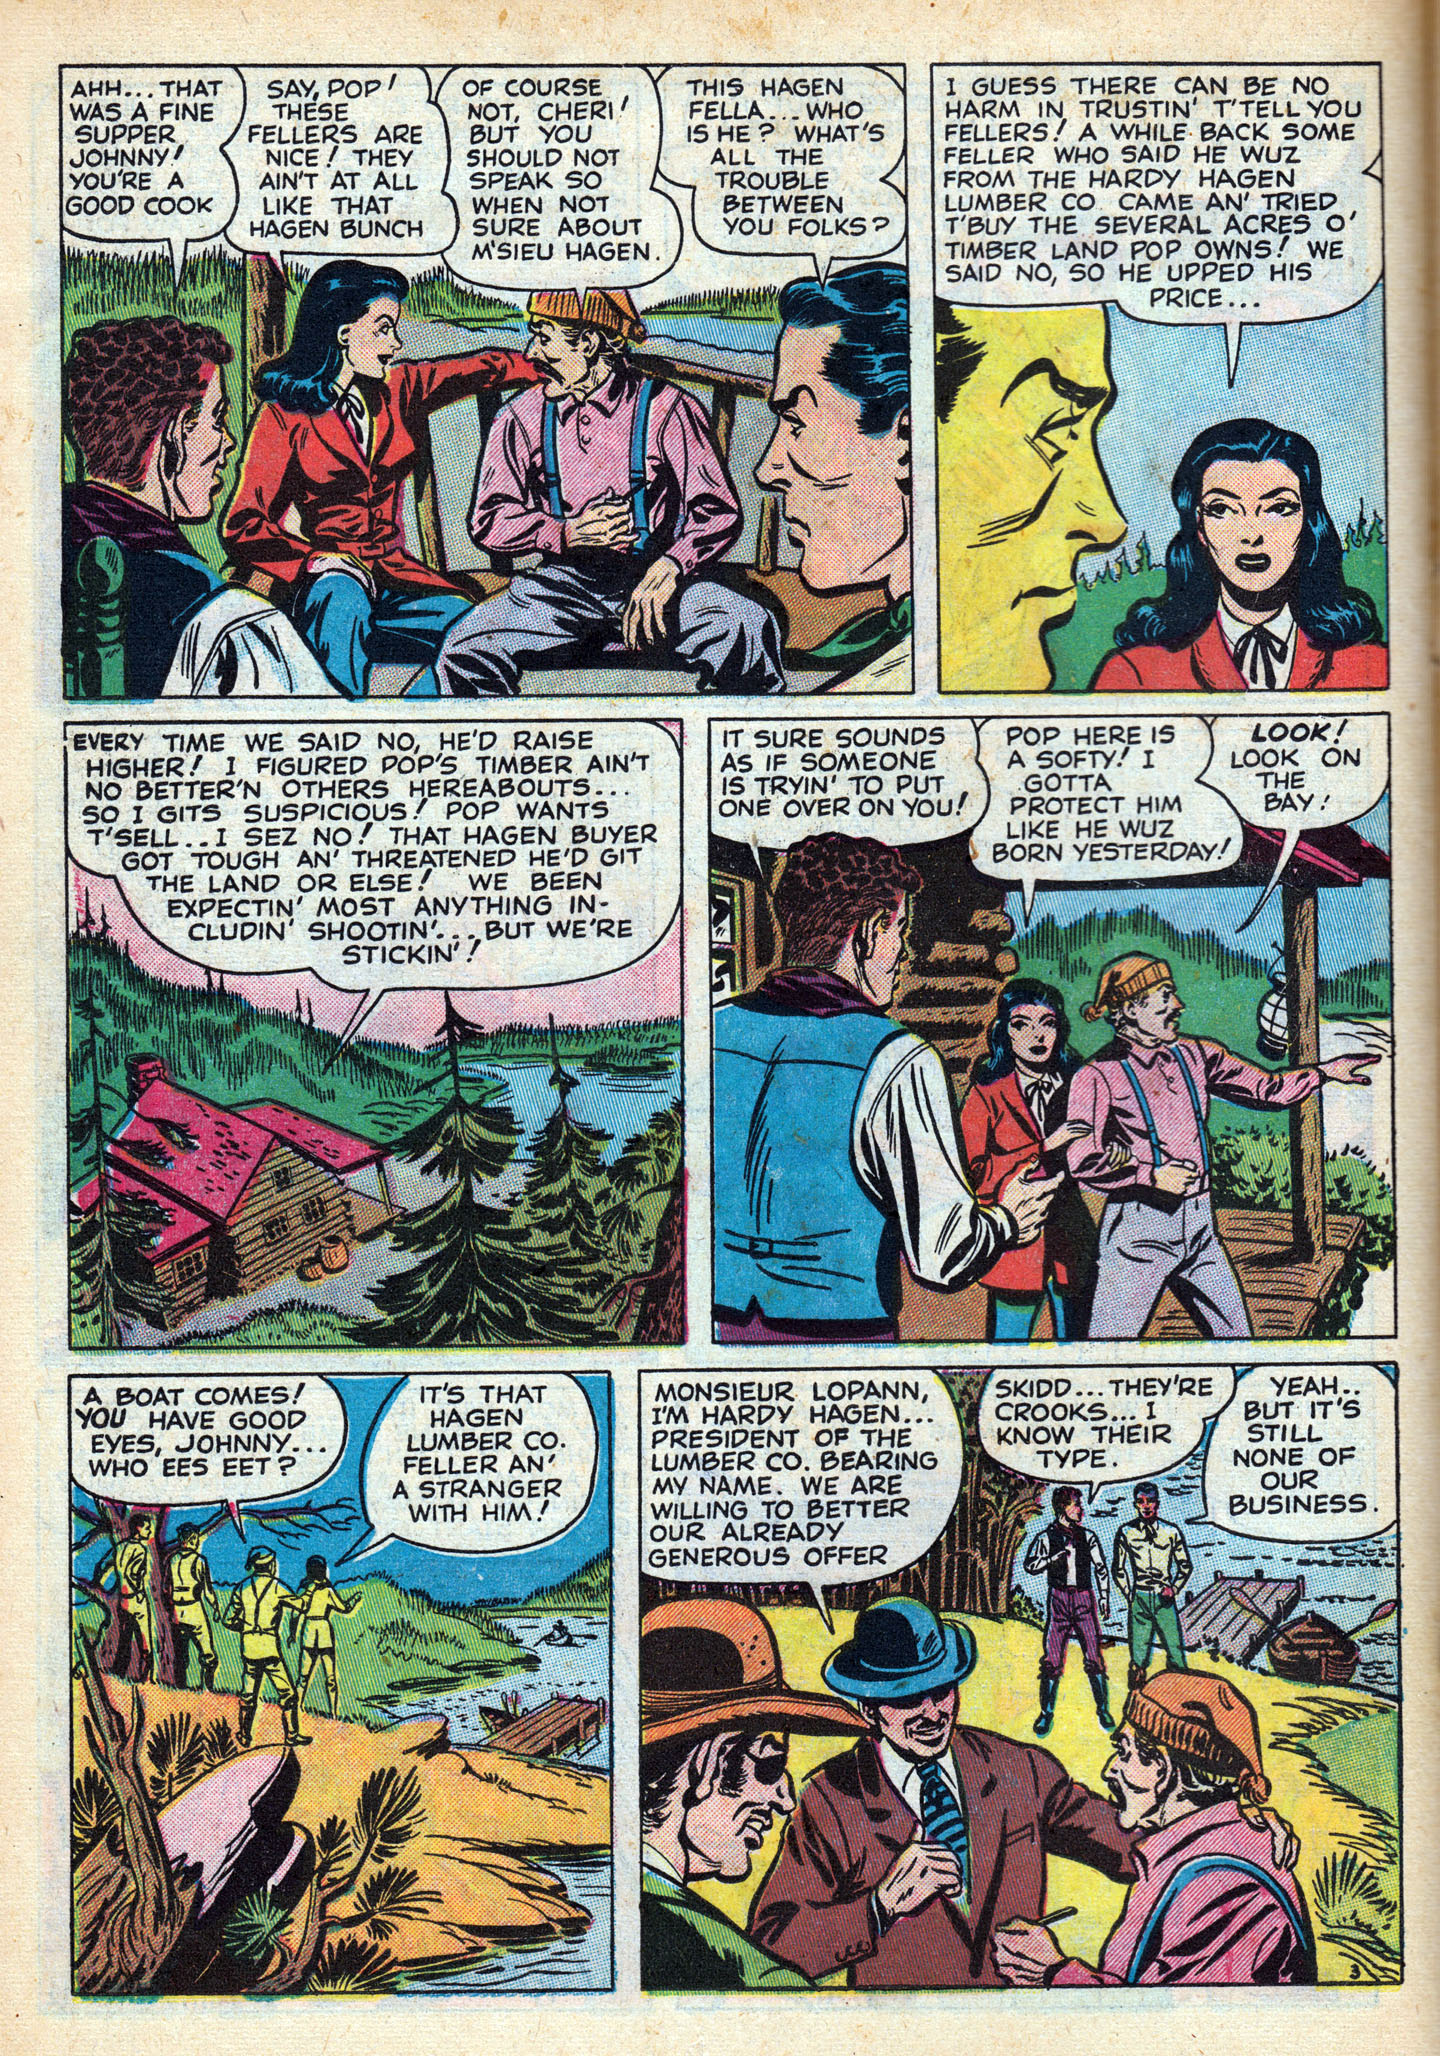 AHH...THAT
WAS A FINE
SUPPER,
JOHNNY!
YOU'RE A
GOOD COOK
SAY, POP!
THESE
FELLERS ARE
NICE! THEY
AIN'T AT ALL
LIKE THAT
HAGEN BUNCH
OF COURSE
NOT, CHERI!
BUT YOU
SHOULD NOT
SPEAK SO
WHEN NOT
SURE ABOUT
M'SIEU HAGEN.
THIS HAGEN
FELLA...WHO
IS HE? WHAT'S
ALL THE
TROUBLE
BETWEEN
YOU FOLKS?
I GUESS THERE CAN BE NO
HARM IN TRUSTIN' T'TELL YOU
FELLERS! A WHILE BACK SOME
FELLER WHO SAID HE WUZ
FROM THE HARDY HAGEN
LUMBER CO. CAME AN' TRIED
T'BUY THE SEVERAL ACRES O'
TIMBER LAND POP OWNS! WE
SAID NO, SO HE UPPED HIS
PRICE...
EVERY TIME WE SAID NO, HE'D RAISE
HIGHER! I FIGURED POP'S TIMBER AIN'T
NO BETTER'N OTHERS HEREABOUTS...
SO I GITS SUSPICIOUS! POP WANTS
T'SELL...I SEZ NO! THAT HAGEN BUYER
GOT TOUGH AN' THREATENED HE'D GIT
THE LAND OR ELSE! WE BEEN
EXPECTIN' MOST ANYTHING IN-
CLUDIN' SHOOTIN'...BUT WE'RE
STICKIN'!
IT SURE SOUNDS
AS IF SOMEONE
IS TRYIN' TO PUT
ONE OVER ON YOU!
POP HERE IS
A SOFTY! I
GOTTA
PROTECT HIM
LIKE HE WUZ
BORN YESTERDAY!
LOOK!
LOOK ON
THE
BAY!
A BOAT COMES!
YOU HAVE GOOD
EYES, JOHNNY...
WHO 'EES EET?
IT'S THAT
HAGEN
LUMBER CO.
FELLER AN'
A STRANGER
WITH HIM!
MONSIEUR LOPANN,
I'M HARDY HAGEN...
PRESIDENT OF THE
LUMBER CO. BEARING
MY NAME. WE ARE
WILLING TO BETTER
OUR ALREADY
GENEROUS OFFER
SKIDD...THEY'RE
CROOKS...I
KNOW THEIR
TYPE.
YEAH..
BUT IT'S
STILL
NONE OF
OUR
BUSINESS.
3